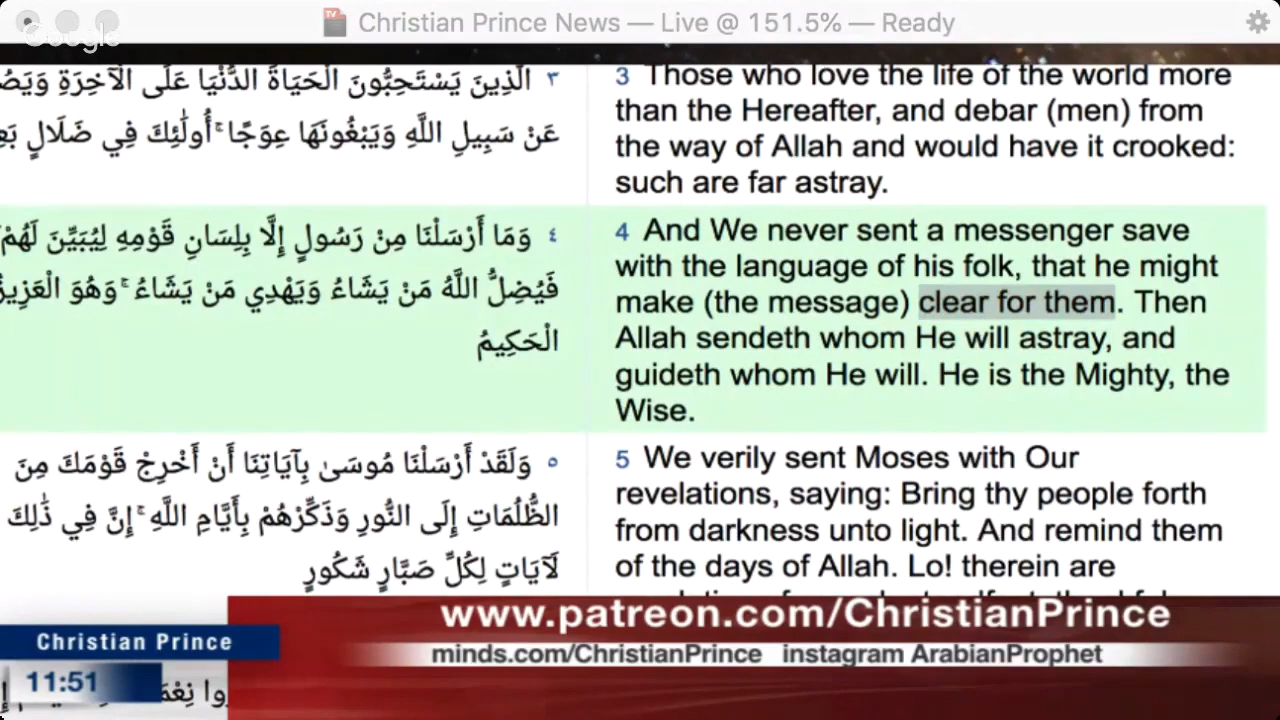 Christian Prince News — Live @ 151.5% — Ready
Google
٣ الَّذِينَ يَسْتَحِبُّونَ الْحَيَاةَ الدُّنْيَا عَلَى الْآخِرَةِ
عَنْ سَبِيلِ اللَّهِ وَيَبْغُونَهَا عِوَجًا ۚ أُولَٰئِكَ فِي ضَلَالٍ
3 Those who love the life of the world more
than the Hereafter, and debar (men) from
the way of Allah and would have it crooked:
such are far astray.
٤ وَمَا أَرْسَلْنَا مِنْ رَسُولٍ إِلَّا بِلِسَانِ قَوْمِهِ لِيُبَيِّنَ لَهُمْ
فَيُضِلُّ اللَّهُ مَنْ يَشَاءُ وَيَهْدِي مَنْ يَشَاءُ ۚ وَهُوَ الْعَزِيزُ
الْحَكِيمُ
4 And We never sent a messenger save
with the language of his folk, that he might
make (the message) clear for them. Then
Allah sendeth whom He will astray, and
guideth whom He will. He is the Mighty, the
Wise.
٥ وَلَقَدْ أَرْسَلْنَا مُوسَىٰ بِآيَاتِنَا أَنْ أَخْرِجْ قَوْمَكَ مِنَ
الظُّلُمَاتِ إِلَى النُّورِ وَذَكِّرْهُمْ بِأَيَّامِ اللَّهِ ۚ إِنَّ فِي ذَٰلِكَ
لَآيَاتٍ لِكُلِّ صَبَّارٍ شَكُورٍ
5 We verily sent Moses with Our
revelations, saying: Bring thy people forth
from darkness unto light. And remind them
of the days of Allah. Lo! therein are
www.patreon.com/ChristianPrince
Christian Prince
minds.com/ChristianPrince instagram ArabianProphet
11:51